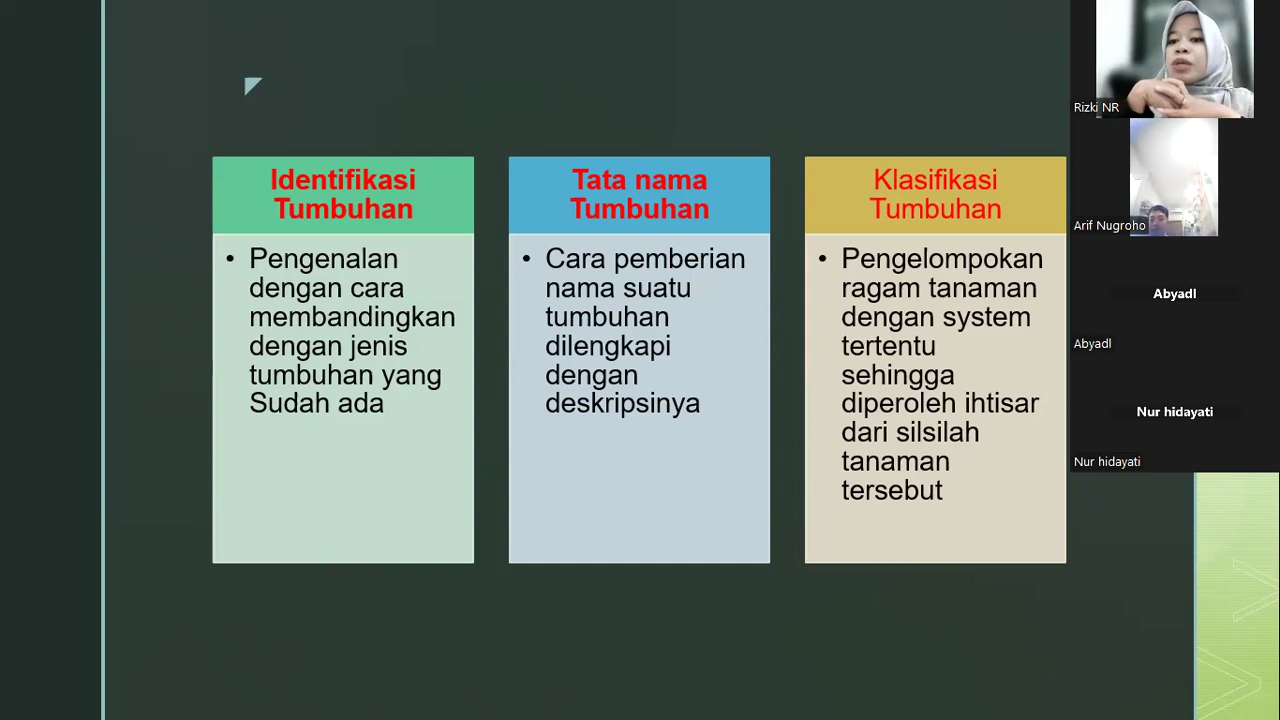 Identifikasi
Tumbuhan
• Pengenalan
dengan cara
membandingkan
dengan jenis
tumbuhan yang
Sudah ada
Tata nama
Tumbuhan
• Cara pemberian
nama suatu
tumbuhan
dilengkapi
dengan
deskripsinya
Klasifikasi
Tumbuhan
• Pengelompokan
ragam tanaman
dengan system
tertentu
sehingga
diperoleh ihtisar
dari silsilah
tanaman
tersebut
Rizki NR
Arif Nugroho
Abyadl
Abyadl
Nur hidayati
Nur hidayati